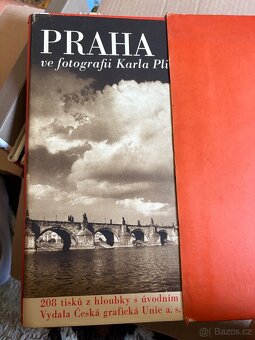 PRAHA
ve fotografii Karla Pli
208 tisků z hloubky s úvodním
Vydala Česká grafická Unie a. s.
Bazos.cz